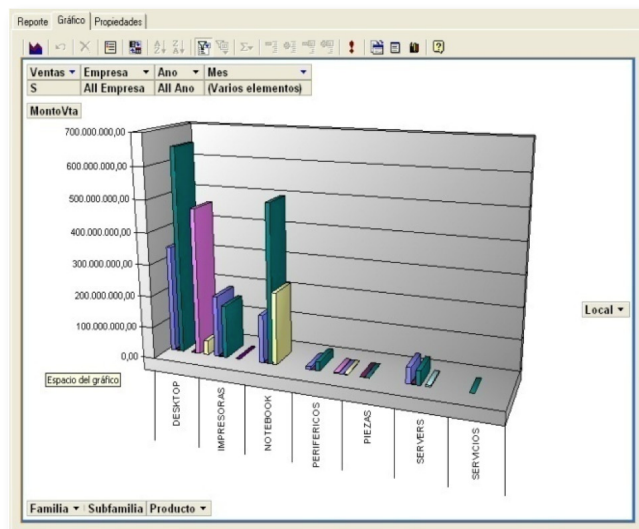 Reporte Gráfico Propiedades
Ventas Empresa Ano Mes
S All Empresa All Ano (Varios elementos)
MontoVta
700.000.000,00
600.000.000,00
500.000.000,00
400.000.000,00
300.000.000,00
200.000.000,00
100.000.000,00
0,00
Local
Espacio del gráfico
DESKTOP
IMPRESORAS
NOTEBOOK
PERIFERICOS
PIEZAS
SERVERS
SERVICIOS
Familia Subfamilia Producto